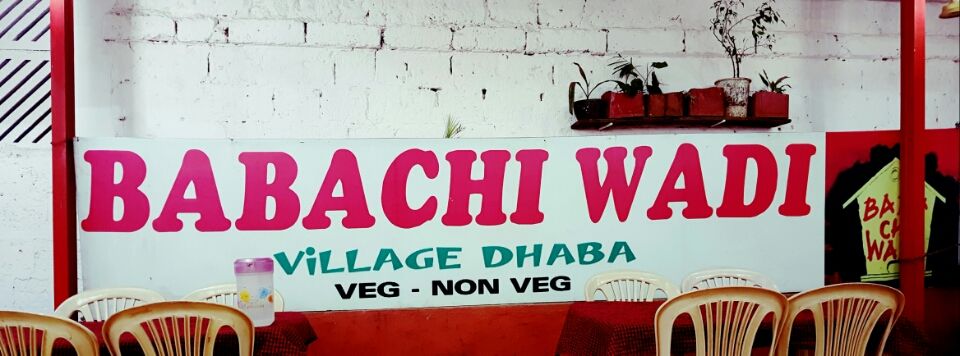 BABACHI WADI
ViLLAGE DHABA
VEG - NON VEG